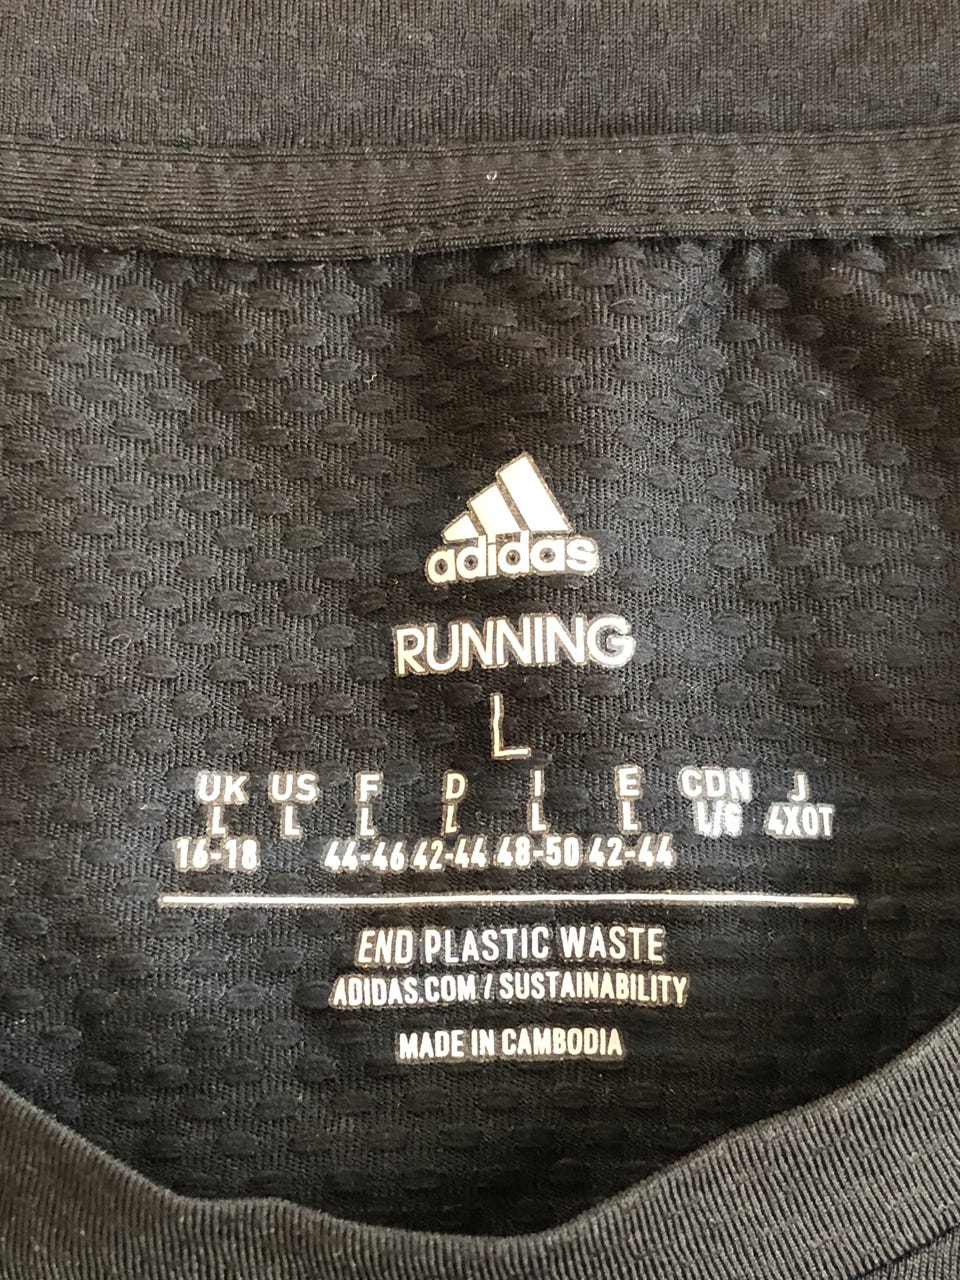 adidas
RUNNING
L
UK US F D I E CDN J
L L L L L L L/G 4XOT
16-18 44-46 42-44 48-50 42-44
END PLASTIC WASTE
ADIDAS.COM / SUSTAINABILITY
MADE IN CAMBODIA